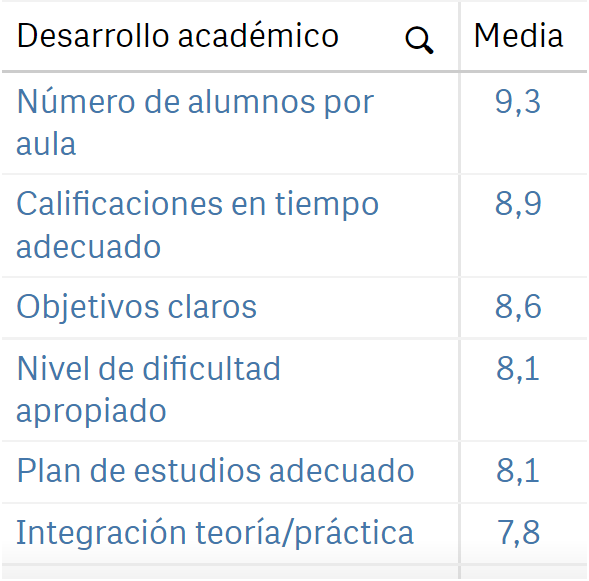 Desarrollo académico Media
Número de alumnos por 9,3
aula
Calificaciones en tiempo 8,9
adecuado
Objetivos claros 8,6
Nivel de dificultad 8,1
apropiado
Plan de estudios adecuado 8,1
Integración teoría/práctica 7,8